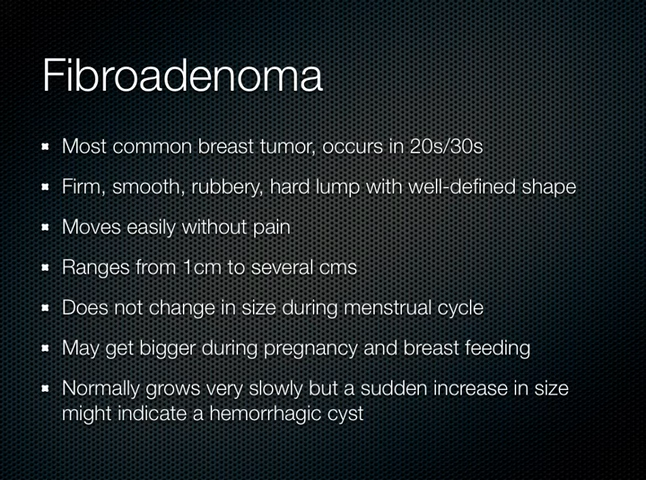 Fibroadenoma
Most common breast tumor, occurs in 20s/30s
Firm, smooth, rubbery, hard lump with well-defined shape
Moves easily without pain
Ranges from 1cm to several cms
Does not change in size during menstrual cycle
May get bigger during pregnancy and breast feeding
Normally grows very slowly but a sudden increase in size
might indicate a hemorrhagic cyst